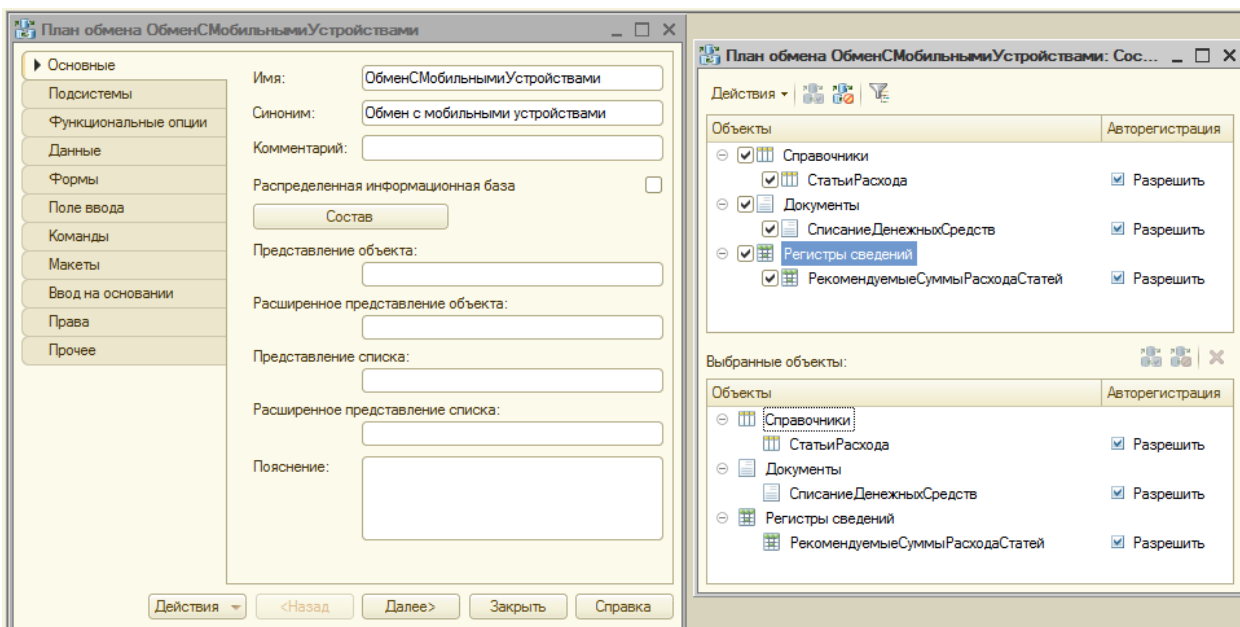 План обмена ОбменСМобильнымиУстройствами
Основные
Подсистемы
Функциональные опции
Данные
Формы
Поле ввода
Команды
Макеты
Ввод на основании
Права
Прочее
Имя: ОбменСМобильнымиУстройствами
Синоним: Обмен с мобильными устройствами
Комментарий:
Распределенная информационная база
Состав
Представление объекта:
Расширенное представление объекта:
Представление списка:
Расширенное представление списка:
Пояснение:
Действия <Назад Далее> Закрыть Справка
План обмена ОбменСМобильнымиУстройствами: Сос...
Действия
Объекты Авторегистрация
Справочники
СтатьиРасхода Разрешить
Документы
СписаниеДенежныхСредств Разрешить
Регистры сведений
РекомендуемыеСуммыРасходаСтатей Разрешить
Выбранные объекты:
Объекты Авторегистрация
Справочники
СтатьиРасхода Разрешить
Документы
СписаниеДенежныхСредств Разрешить
Регистры сведений
РекомендуемыеСуммыРасходаСтатей Разрешить